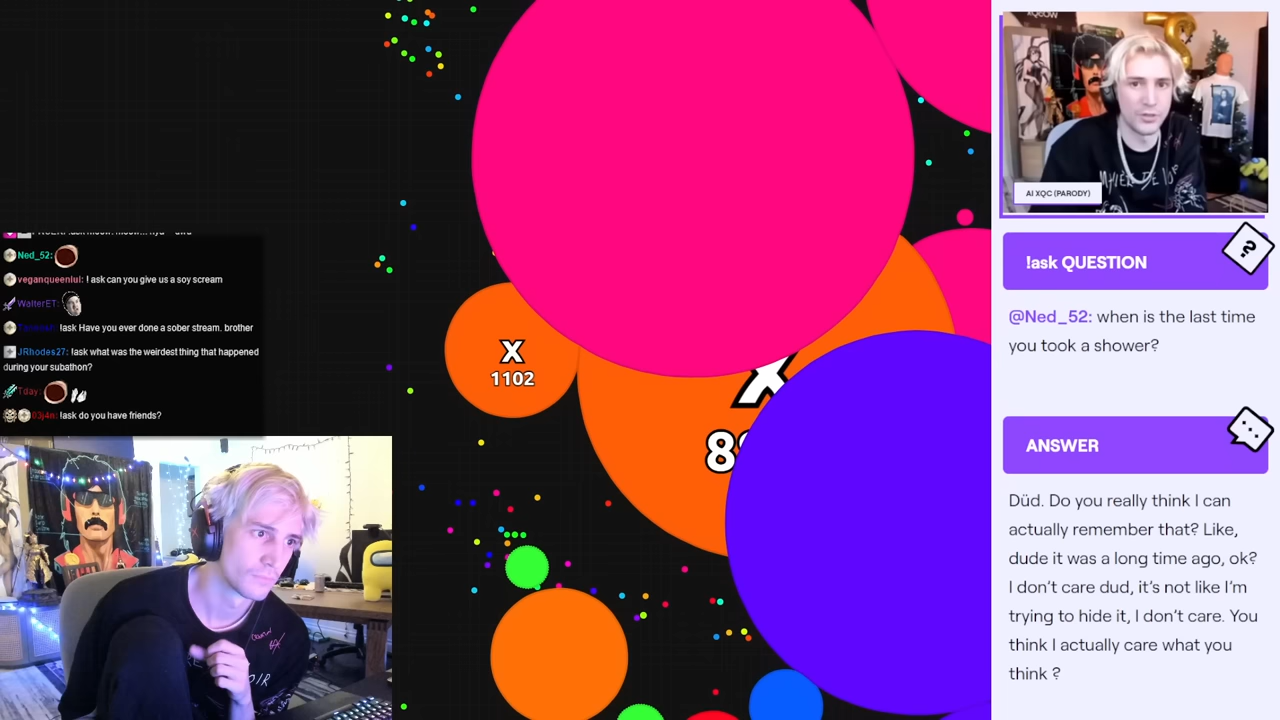 Ned_52:
veganqueenlui: ! ask can you give us a soy scream
WalterET:
!ask Have you ever done a sober stream. brother
JRhodes27: !ask what was the weirdest thing that happened
during your subathon?
Tday:
03j4n: !ask do you have friends?
X
1102
X
8
AI XQC (PARODY)
!ask QUESTION
?
@Ned_52: when is the last time
you took a shower?
ANSWER
Düd. Do you really think I can
actually remember that? Like,
dude it was a long time ago, ok?
I don't care dud, it's not like I'm
trying to hide it, I don't care. You
think I actually care what you
think ?